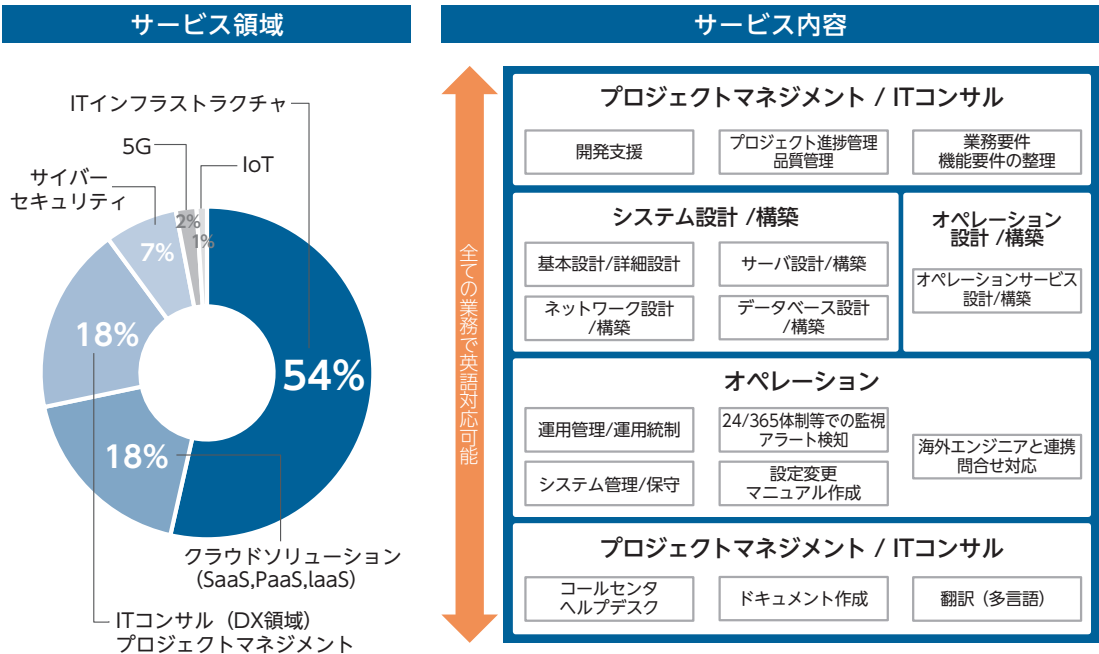 サービス領域
ITインフラストラクチャ
5G
IoT
サイバー
セキュリティ
2%
1%
7%
18%
54%
18%
クラウドソリューション
(SaaS,PaaS,laaS)
ITコンサル（DX領域）
プロジェクトマネジメント
サービス内容
全ての業務で英語対応可能
プロジェクトマネジメント / ITコンサル
開発支援
プロジェクト進捗管理
品質管理
業務要件
機能要件の整理
システム設計 /構築
基本設計/詳細設計
サーバ設計/構築
ネットワーク設計
/構築
データベース設計
/構築
オペレーション
設計 /構築
オペレーションサービス
設計/構築
オペレーション
運用管理/運用統制
24/365体制等での監視
アラート検知
海外エンジニアと連携
問合せ対応
システム管理/保守
設定変更
マニュアル作成
プロジェクトマネジメント / ITコンサル
コールセンタ
ヘルプデスク
ドキュメント作成
翻訳（多言語）